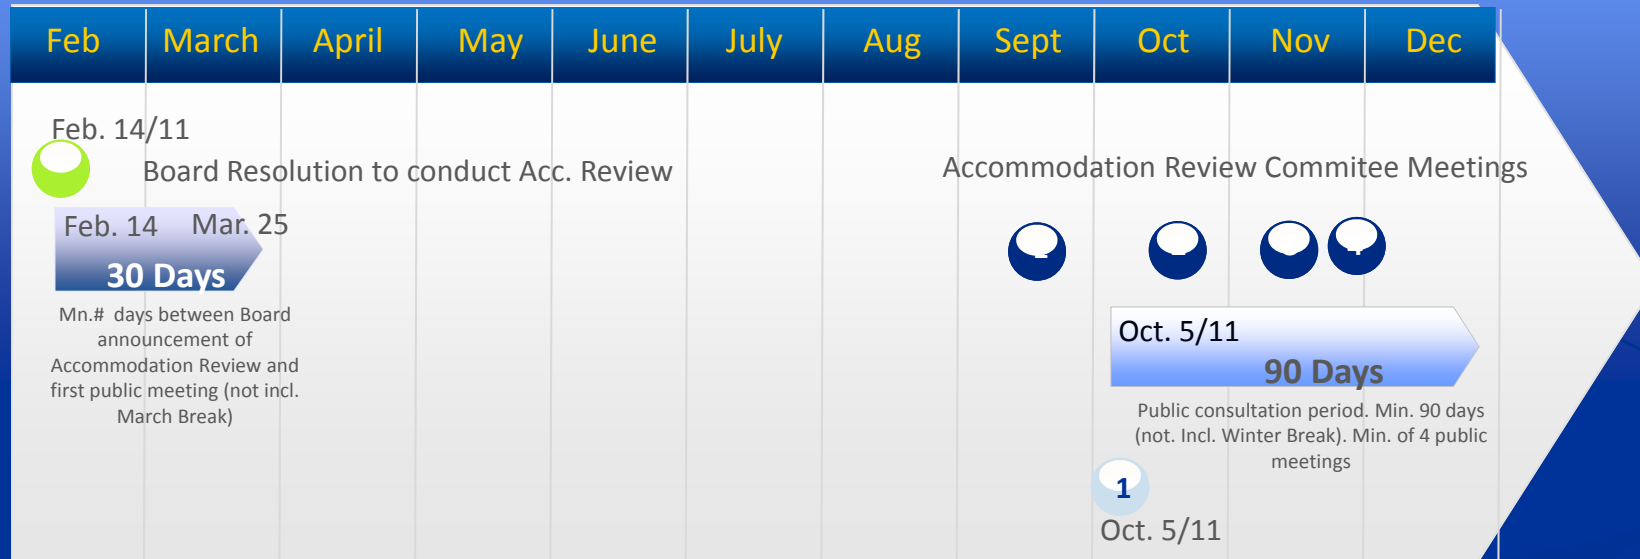 Feb March April May June July Aug Sept Oct Nov Dec
Feb. 14/11
Board Resolution to conduct Acc. Review
Accommodation Review Commitee Meetings
Feb. 14 Mar. 25
30 Days
Mn.# days between Board
announcement of
Accommodation Review and
first public meeting (not incl.
March Break)
Oct. 5/11
90 Days
Public consultation period. Min. 90 days
(not. Incl. Winter Break). Min. of 4 public
meetings
1
Oct. 5/11